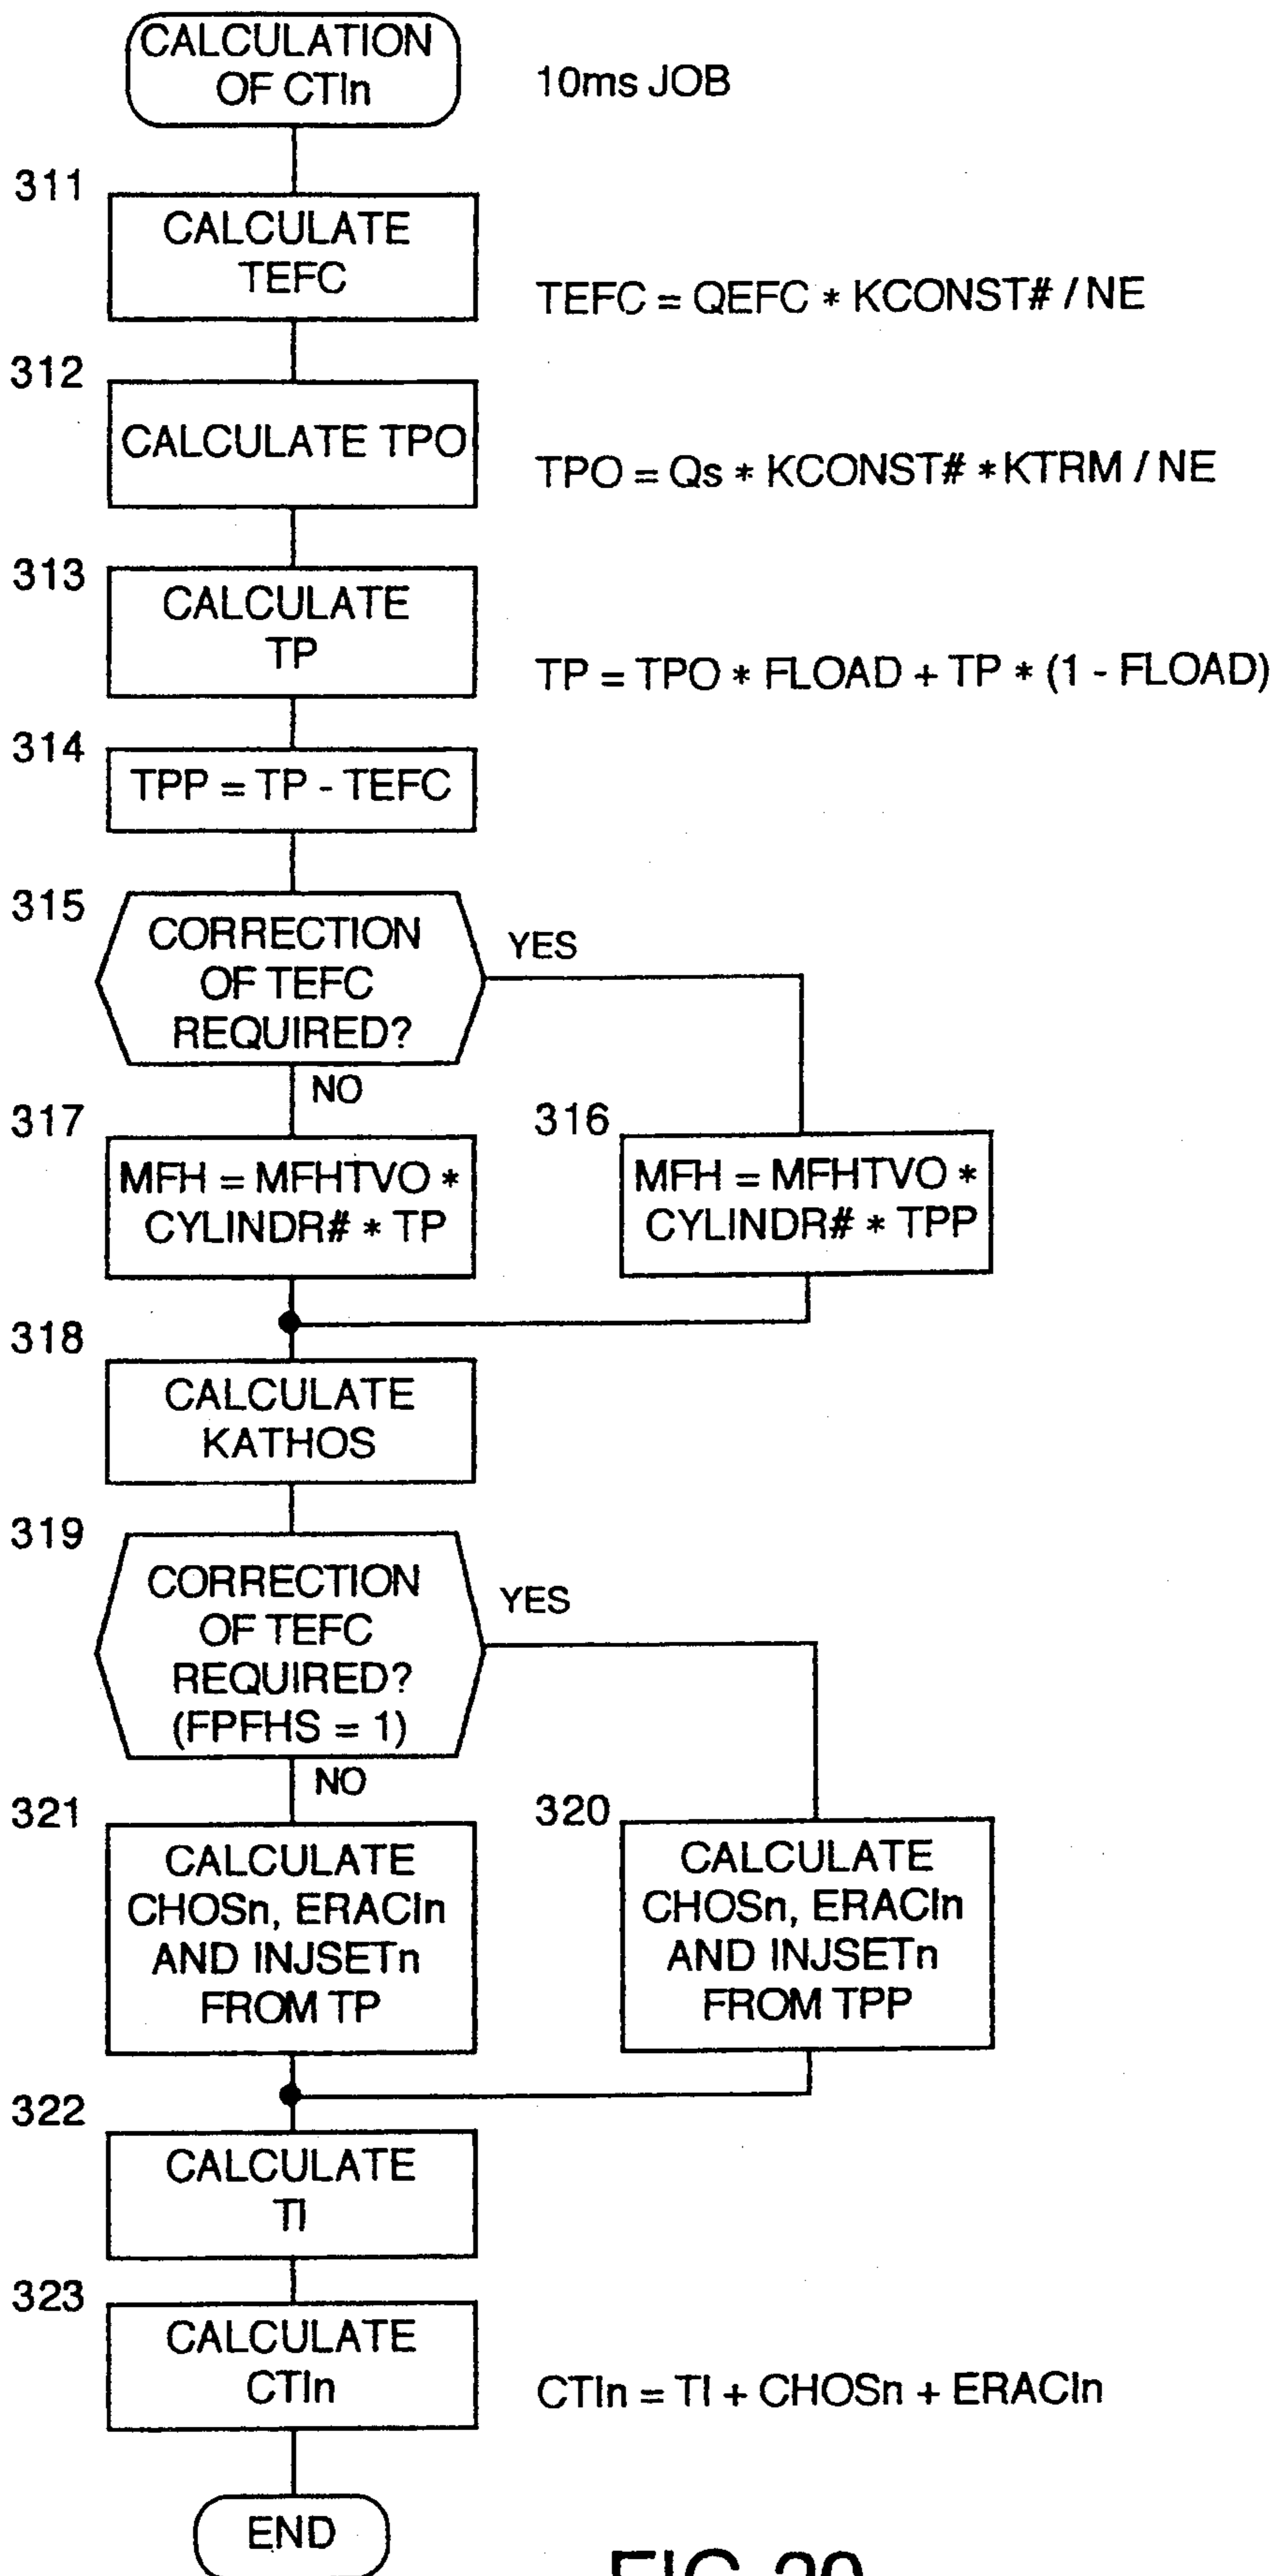 CALCULATION
OF CTIn
10ms JOB
311
CALCULATE
TEFC
TEFC = QEFC * KCONST# / NE
312
CALCULATE TPO
TPO = Qs * KCONST# * KTRM / NE
313
CALCULATE
TP
TP = TPO * FLOAD + TP * (1 - FLOAD)
314
TPP = TP - TEFC
315
CORRECTION
OF TEFC
REQUIRED?
YES
NO
317
MFH = MFHTVO *
CYLINDR# * TP
316
MFH = MFHTVO *
CYLINDR# * TPP
318
CALCULATE
KATHOS
319
CORRECTION
OF TEFC
REQUIRED?
(FPFHS = 1)
YES
NO
321
CALCULATE
CHOSn, ERACIn
AND INJSETn
FROM TP
320
CALCULATE
CHOSn, ERACIn
AND INJSETn
FROM TPP
322
CALCULATE
TI
323
CALCULATE
CTIn
CTIn = TI + CHOSn + ERACIn
END